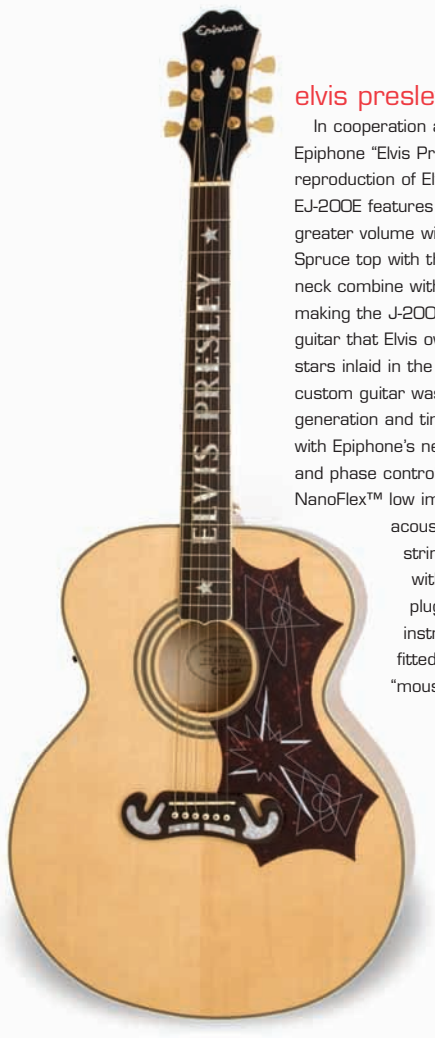 Epiphone
ELVIS PRESLEY
elvis presle
In cooperation a
Epiphone “Elvis Pr
reproduction of El
EJ-200E features
greater volume wi
Spruce top with th
neck combine with
making the J-200
guitar that Elvis ov
stars inlaid in the
custom guitar was
generation and tin
with Epiphone's ne
and phase contro
NanoFlex™ low im
acous
strin
with
plug
instr
fitted
“mous